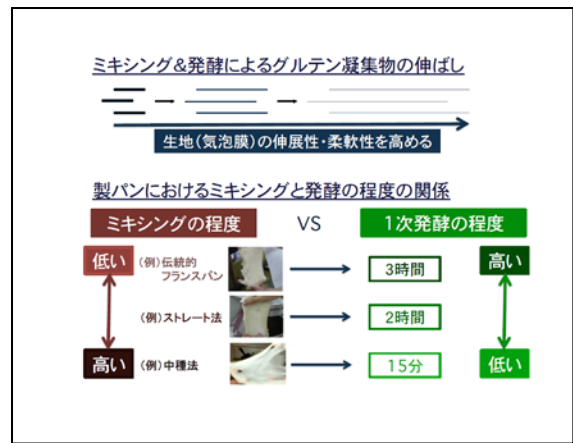 ミキシング&発酵によるグルテン凝集物の伸ばし
生地(気泡膜)の伸展性・柔軟性を高める
製パンにおけるミキシングと発酵の程度の関係
ミキシングの程度 VS 1次発酵の程度
低い (例)伝統的 3時間 高い
フランスパン
(例)ストレート法 2時間
高い (例)中種法 15分 低い